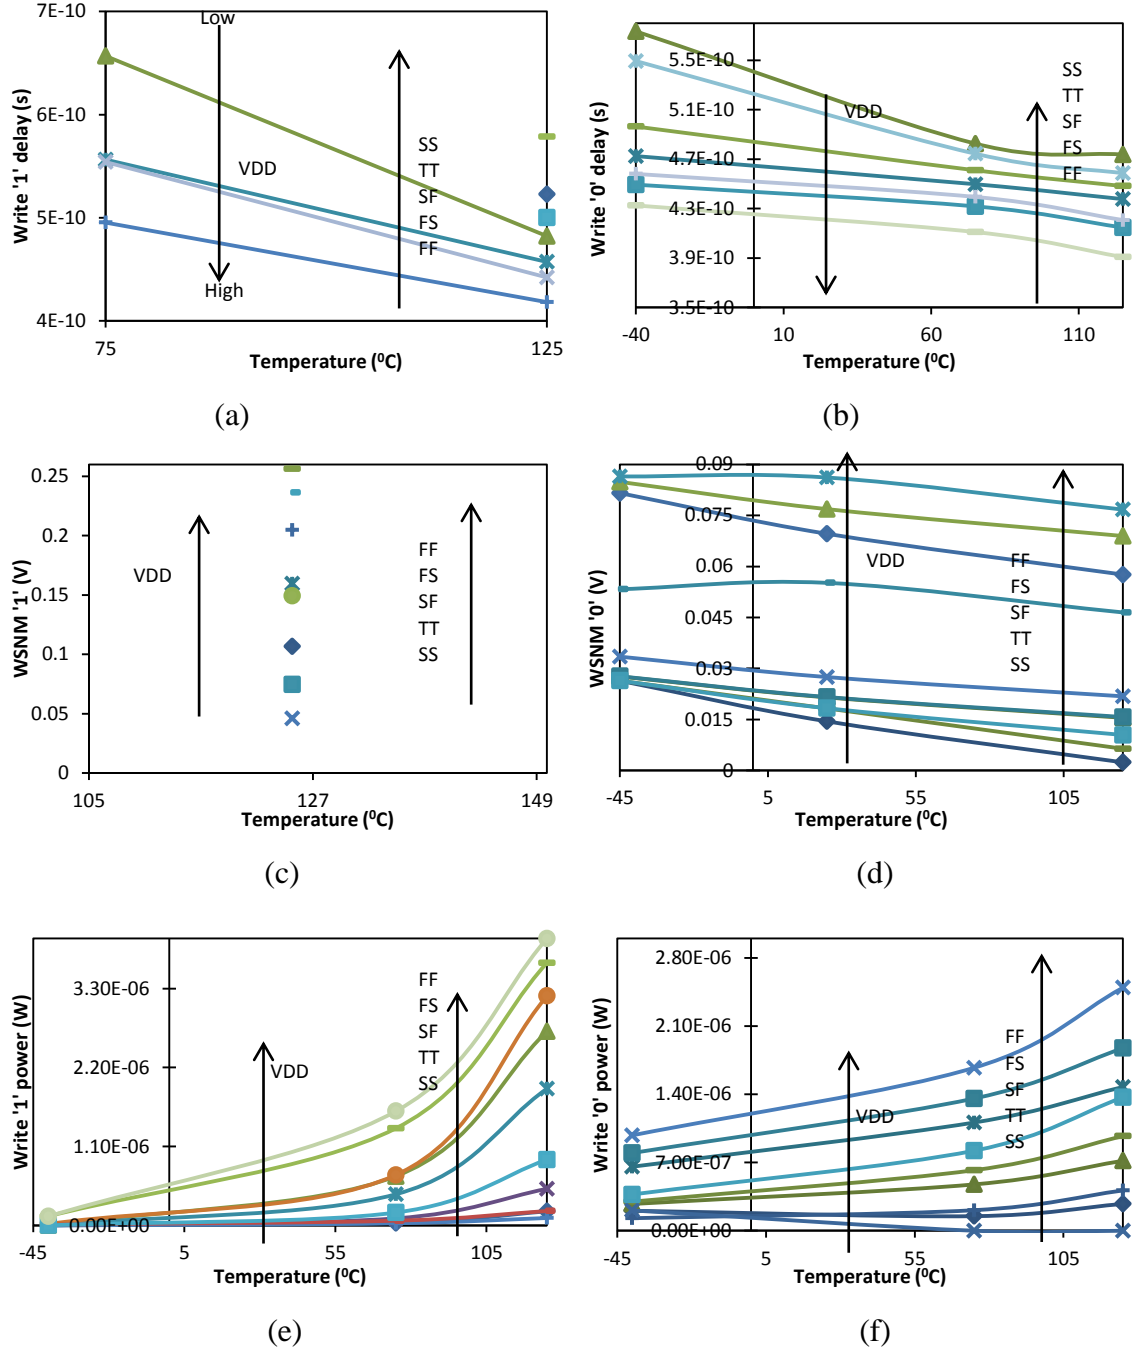 7E-10
6E-10
5E-10
4E-10
Write '1' delay (s)
Low
VDD
High
SS
TT
SF
FS
FF
75
125
Temperature (⁰C)
(a)
5.5E-10
5.1E-10
4.7E-10
4.3E-10
3.9E-10
3.5E-10
Write '0' delay (s)
VDD
SS
TT
SF
FS
FF
-40
10
60
110
Temperature (⁰C)
(b)
0.25
0.2
0.15
0.1
0.05
0
WSNM '1' (V)
VDD
FF
FS
SF
TT
SS
105
127
149
Temperature (⁰C)
(c)
0.09
0.075
0.06
0.045
0.03
0.015
0
WSNM '0' (V)
VDD
FF
FS
SF
TT
SS
-45
5
55
105
Temperature (⁰C)
(d)
3.30E-06
2.20E-06
1.10E-06
0.00E+00
Write '1' power (W)
VDD
FF
FS
SF
TT
SS
-45
5
55
105
Temperature (⁰C)
(e)
2.80E-06
2.10E-06
1.40E-06
7.00E-07
0.00E+00
Write '0' power (W)
VDD
FF
FS
SF
TT
SS
-45
5
55
105
Temperature (⁰C)
(f)